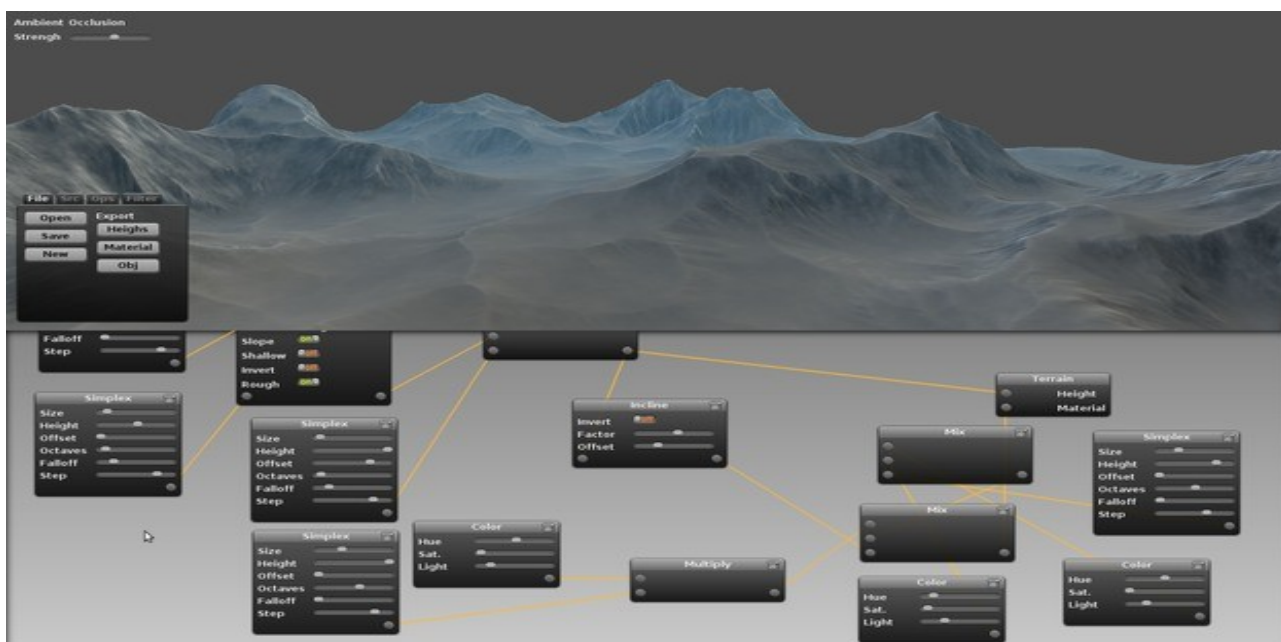 Ambient Occlusion
Strengh
File Src Ops Filter
Open
Save
New
Export
Heighs
Material
Obj
Falloff
Step
Slope
Shallow
Invert
Rough
Simplex
Size
Height
Offset
Octaves
Falloff
Step
Simplex
Size
Height
Offset
Octaves
Falloff
Step
Simplex
Size
Height
Offset
Octaves
Falloff
Step
Color
Hue
Sat.
Light
Incline
Invert
Factor
Offset
Multiply
Terrain
Height
Material
Mix
Mix
Simplex
Size
Height
Offset
Octaves
Falloff
Step
Color
Hue
Sat.
Light
Color
Hue
Sat.
Light